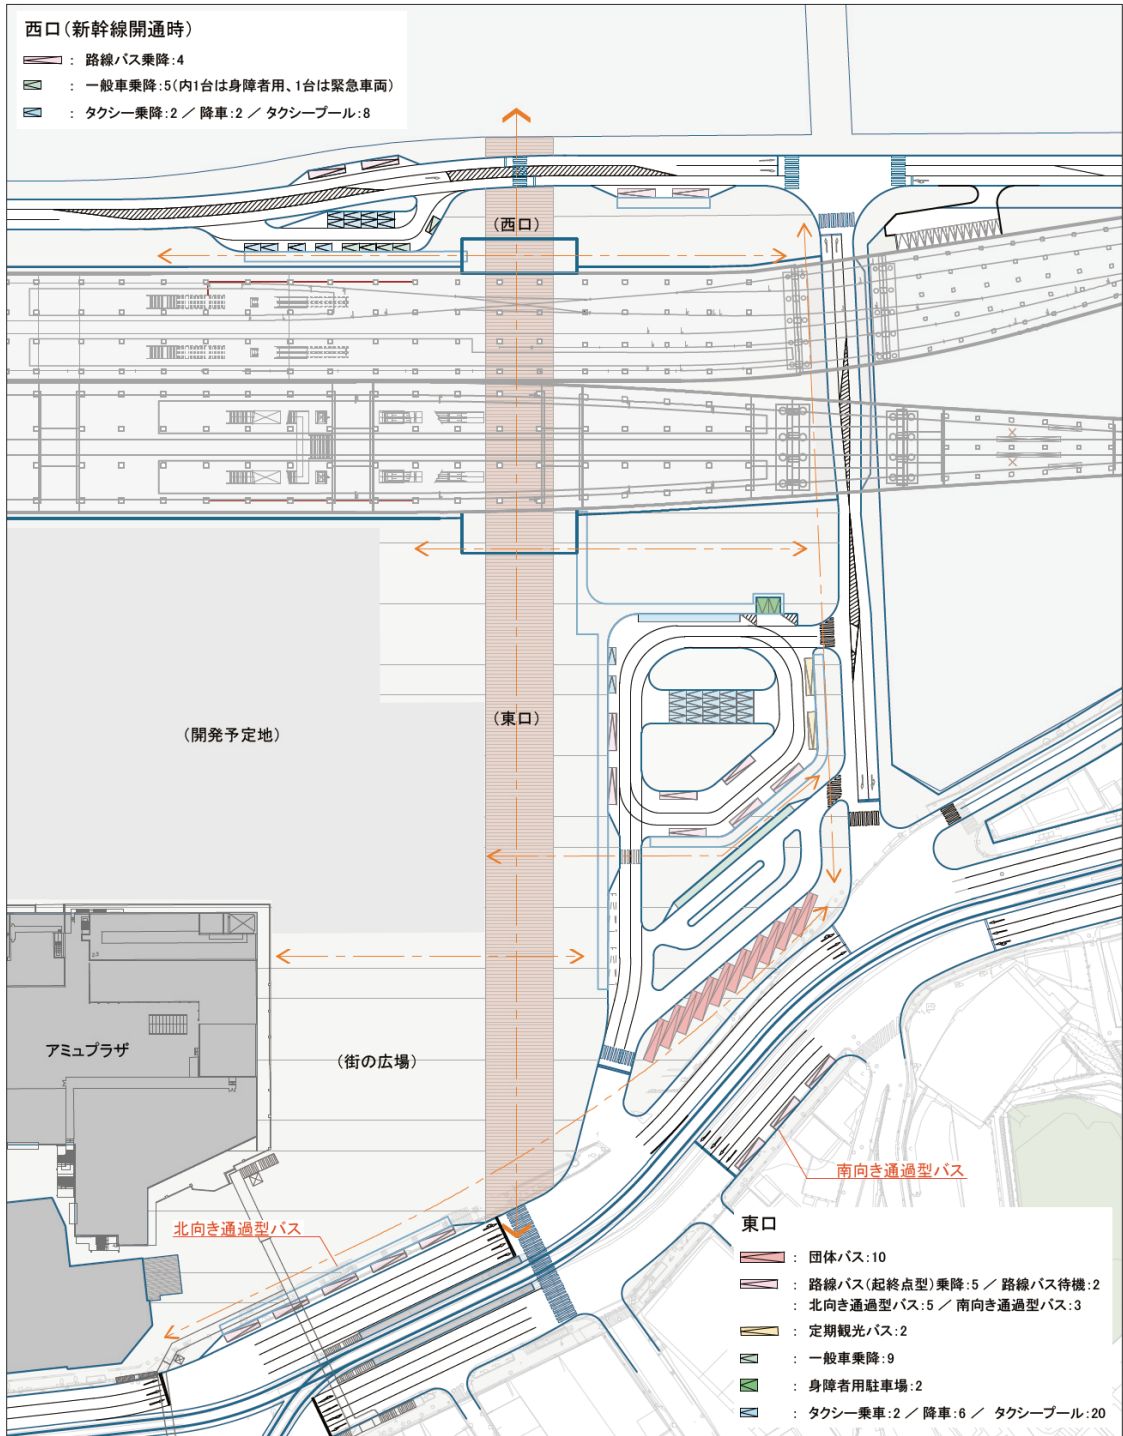 西口(新幹線開通時)
: 路線バス乗降:4
: 一般車乗降:5(内1台は身障者用、1台は緊急車両)
: タクシー乗降:2 ／ 降車:2 ／ タクシープール:8
(西口)
(東口)
(開発予定地)
アミュプラザ
(街の広場)
南向き通過型バス
北向き通過型バス
東口
: 団体バス:10
: 路線バス(起終点型)乗降:5 ／ 路線バス待機:2
: 北向き通過型バス:5 ／ 南向き通過型バス:3
: 定期観光バス:2
: 一般車乗降:9
: 身障者用駐車場:2
: タクシー乗車:2 ／ 降車:6 ／ タクシープール:20